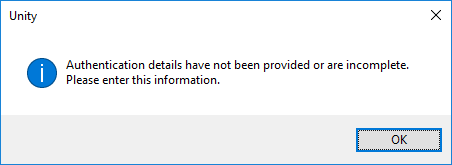 Unity
Authentication details have not been provided or are incomplete.
Please enter this information.
OK